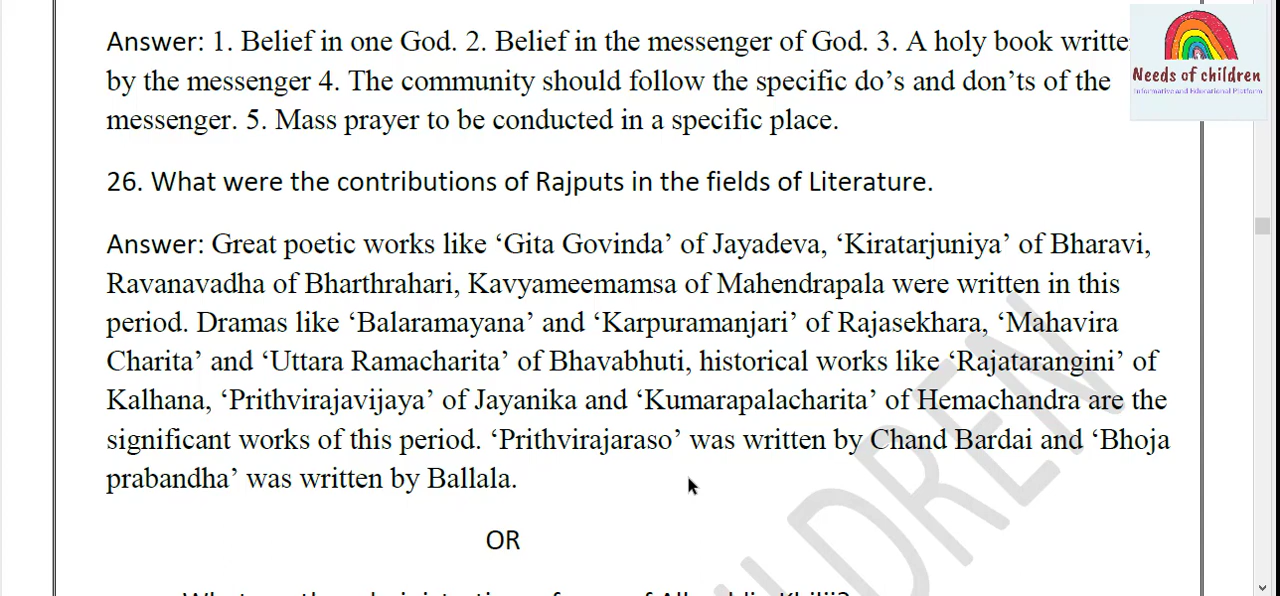 Answer: 1. Belief in one God. 2. Belief in the messenger of God. 3. A holy book writte
by the messenger 4. The community should follow the specific do’s and don’ts of the
messenger. 5. Mass prayer to be conducted in a specific place.
Needs of children
Informative and Educational Platform
26. What were the contributions of Rajputs in the fields of Literature.
Answer: Great poetic works like ‘Gita Govinda’ of Jayadeva, ‘Kiratarjuniya’ of Bharavi,
Ravanavadha of Bharthrahari, Kavyameemamsa of Mahendrapala were written in this
period. Dramas like ‘Balaramayana’ and ‘Karpuramanjari’ of Rajasekhara, ‘Mahavira
Charita’ and ‘Uttara Ramacharita’ of Bhavabhuti, historical works like ‘Rajatarangini’ of
Kalhana, ‘Prithvirajavijaya’ of Jayanika and ‘Kumarapalacharita’ of Hemachandra are the
significant works of this period. ‘Prithvirajaraso’ was written by Chand Bardai and ‘Bhoja
prabandha’ was written by Ballala.
OR